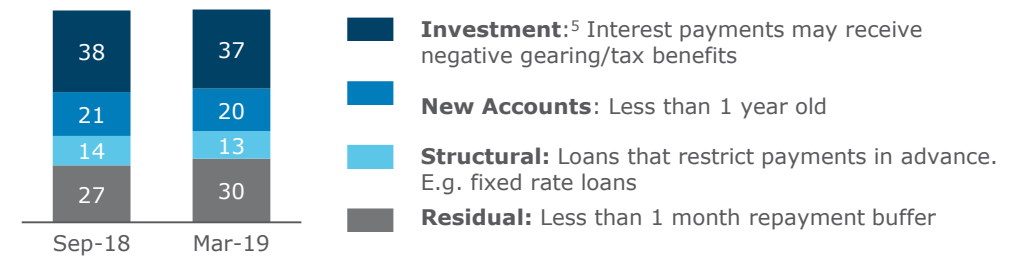 38
37
21
20
14
13
27
30
Sep-18
Mar-19
Investment:⁵ Interest payments may receive
negative gearing/tax benefits
New Accounts: Less than 1 year old
Structural: Loans that restrict payments in advance.
E.g. fixed rate loans
Residual: Less than 1 month repayment buffer